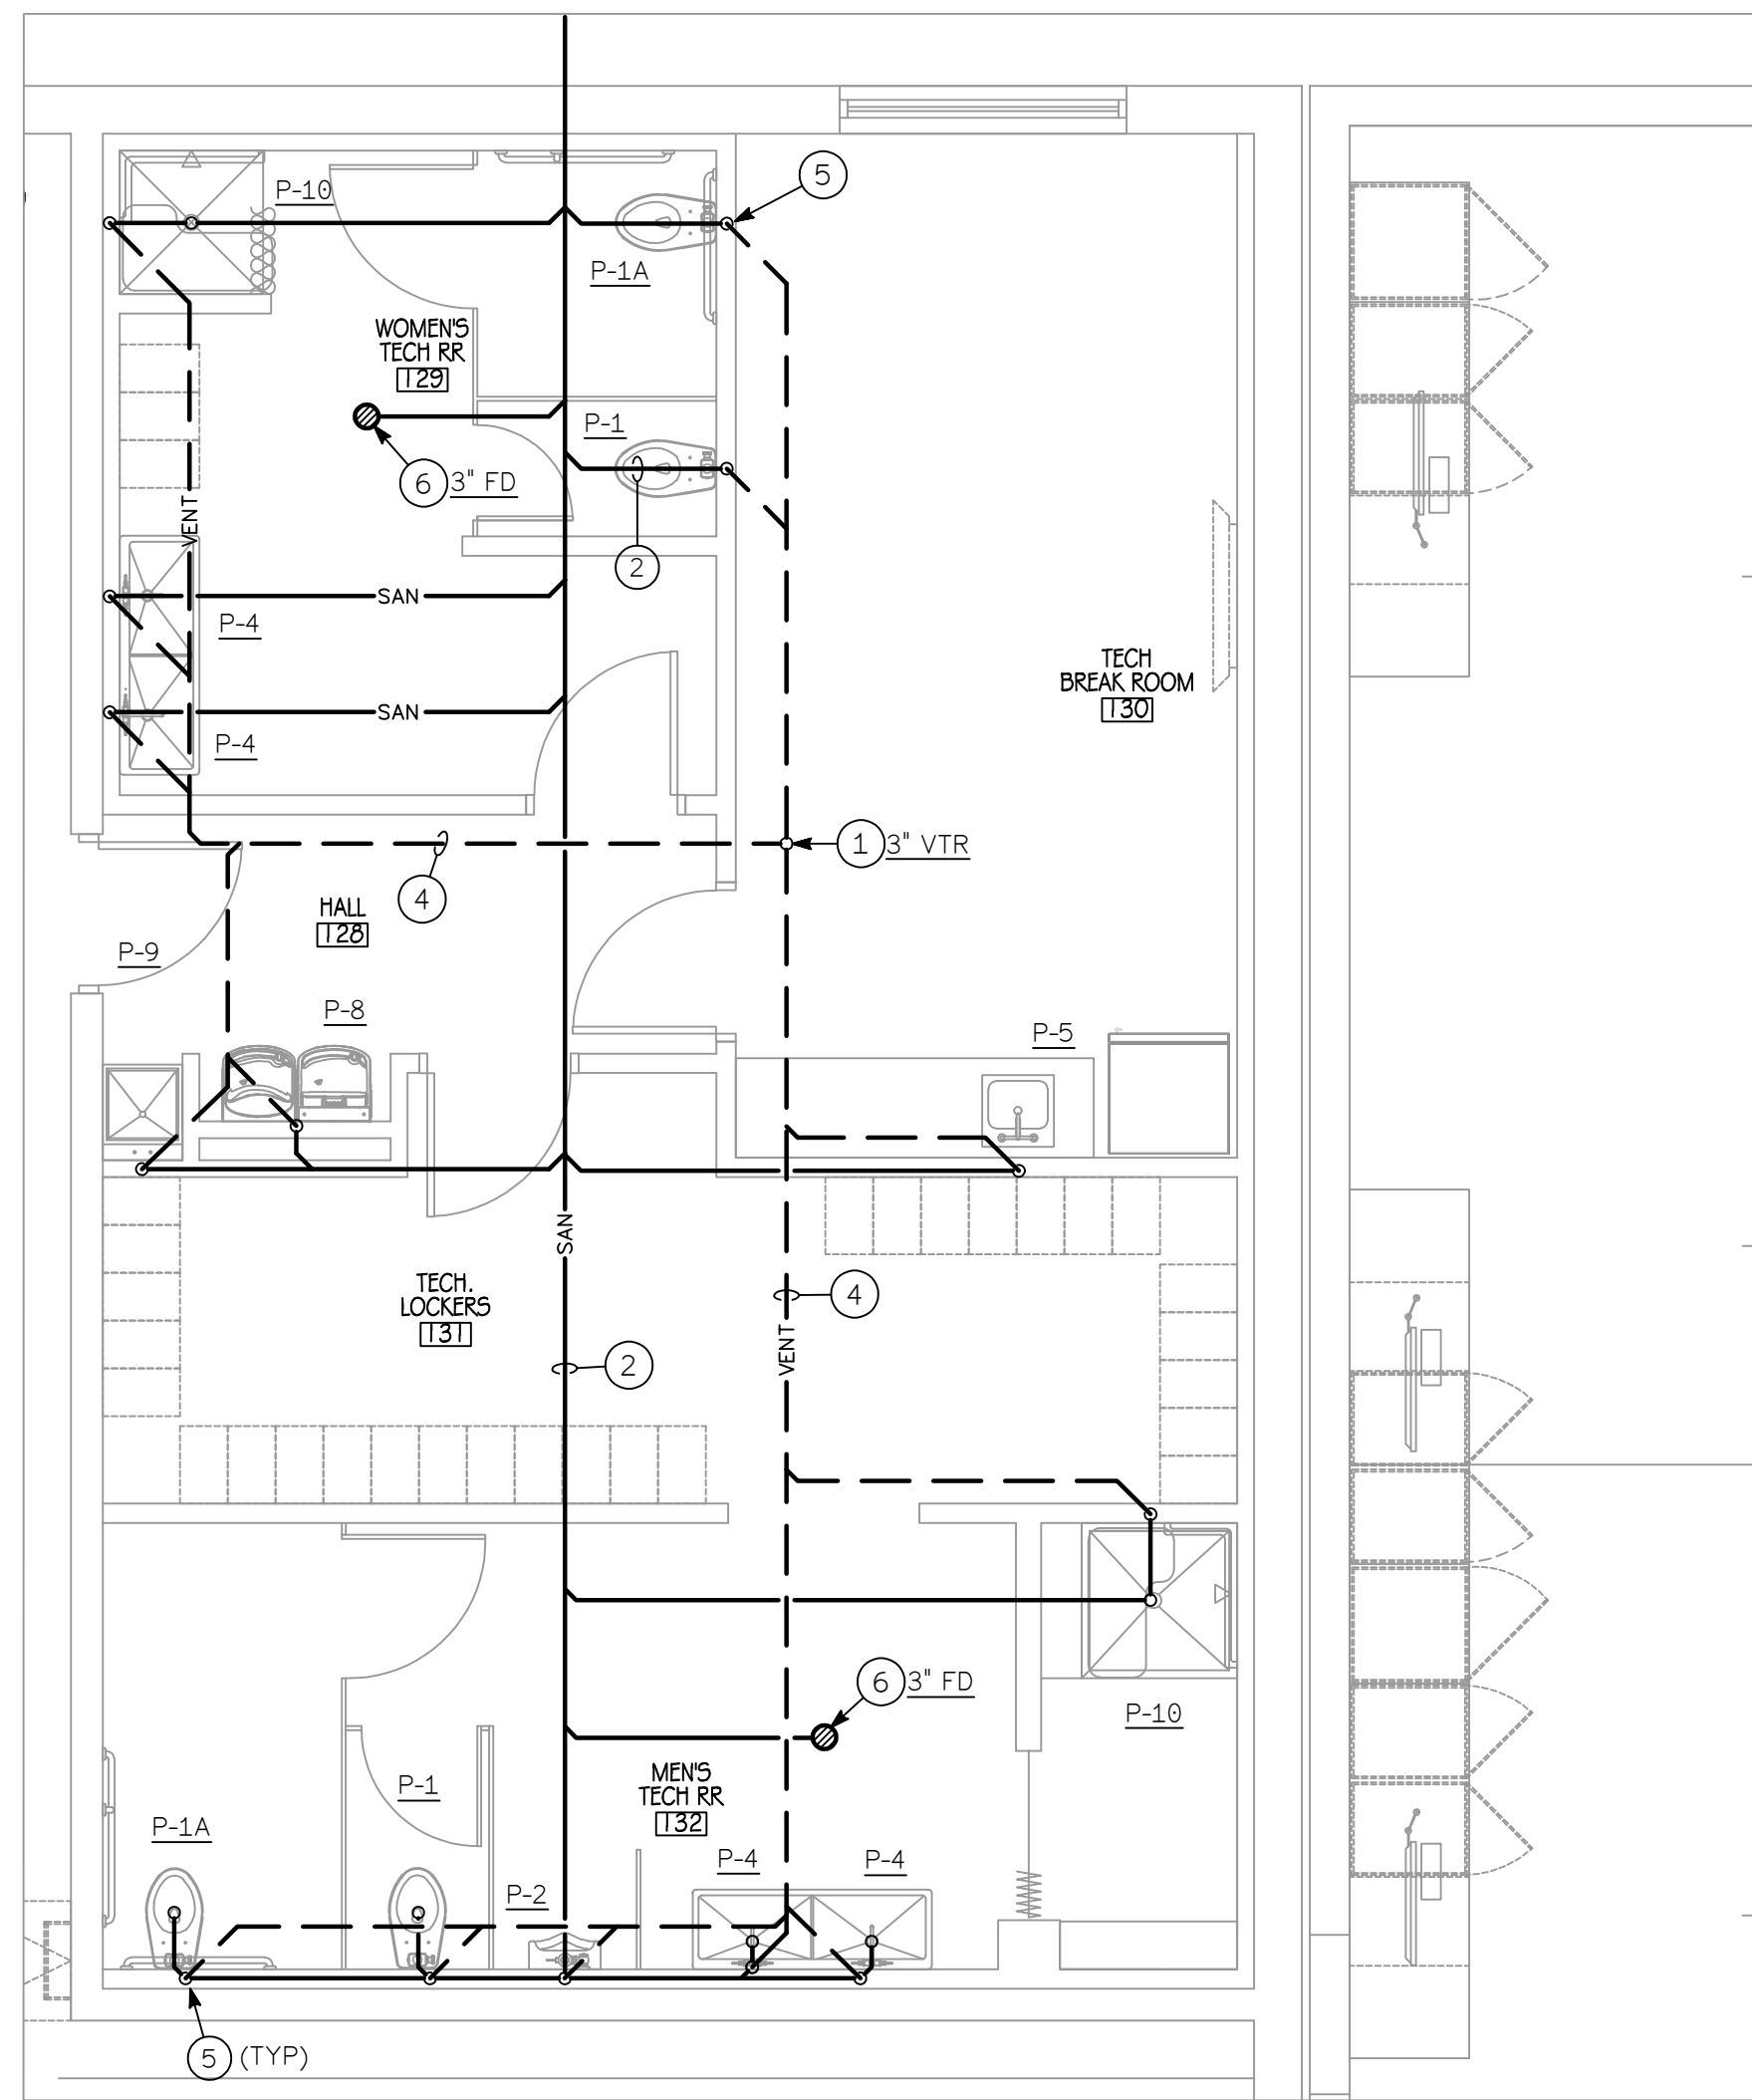 5
P-10
P-1A
WOMEN'S
TECH RR
129
P-1
6 3" FD
VENT
2
SAN
P-4
TECH
BREAK ROOM
130
SAN
P-4
1 3" VTR
4
HALL
128
P-9
P-8
P-5
SAN
TECH.
LOCKERS
131
4
VENT
2
6 3" FD
P-10
MEN'S
TECH RR
132
P-1
P-1A
P-4
P-4
P-2
5 (TYP)